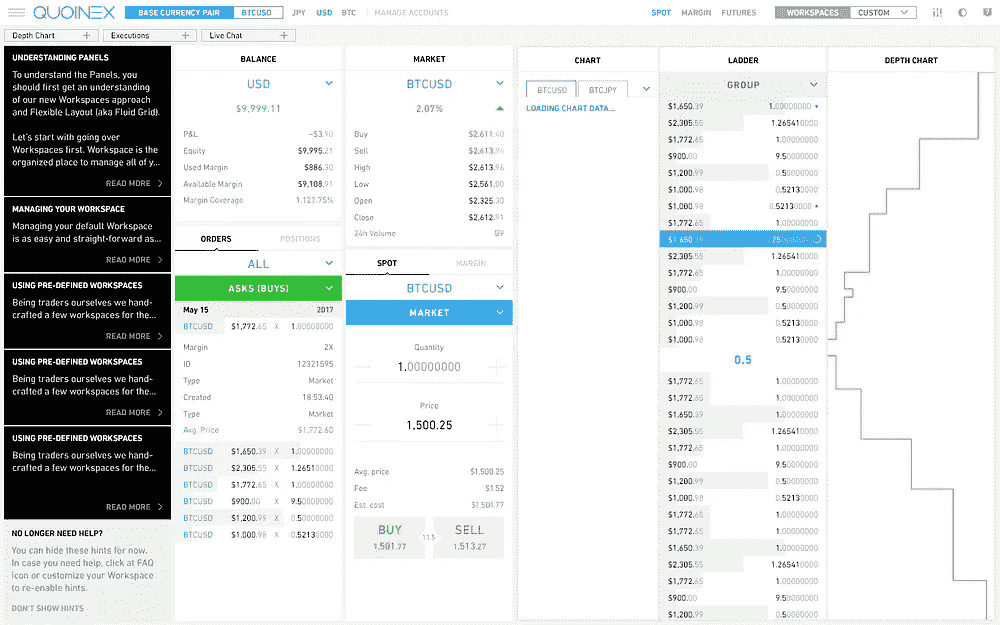 QUOINEX
BASE CURRENCY PAIR BTCUSD JPY USD BTC MANAGE ACCOUNTS
SPOT MARGIN FUTURES WORKSPACES CUSTOM
Depth Chart + Executions + Live Chat +
UNDERSTANDING PANELS
To understand the Panels, you
should first get an understanding
of our new Workspaces approach
and Flexible Layout (aka Fluid Grid).
Let's start with going over
Workspaces first. Workspace is the
organized place to manage all of y...
READ MORE
MANAGING YOUR WORKSPACE
Managing your default Workspace
is as easy and straight-forward as...
READ MORE
USING PRE-DEFINED WORKSPACES
Being traders ourselves we hand-
crafted a few workspaces for the...
READ MORE
USING PRE-DEFINED WORKSPACES
Being traders ourselves we hand-
crafted a few workspaces for the...
READ MORE
USING PRE-DEFINED WORKSPACES
Being traders ourselves we hand-
crafted a few workspaces for the...
READ MORE
NO LONGER NEED HELP?
You can hide these hints for now.
In case you need help, click at FAQ
icon or customize your Workspace
to re-enable hints.
DON'T SHOW HINTS
BALANCE
USD
$9,999.11
P&L -$3.90
Equity $9,995.21
Used Margin $886.30
Available Margin $9,108.91
Margin Coverage 1,127.75%
ORDERS POSITIONS
ALL
ASKS (BUYS)
May 15 2017
BTCUSD $1,772.65 X 1.00000000
Margin 2X
ID 12321595
Type Market
Created 18:53:40
Type Market
Avg. Price $1,772.60
BTCUSD $1,650.39 X 1.00000000
BTCUSD $2,305.55 X 1.26510000
BTCUSD $1,772.65 X 1.00000000
BTCUSD $900.00 X 9.50000000
BTCUSD $1,200.99 X 0.50000000
BTCUSD $1,000.98 X 0.52130000
MARKET
BTCUSD
2.07%
Buy $2,611.40
Sell $2,613.96
High $2,613.96
Low $2,561.00
Open $2,325.30
Close $2,612.91
24h Volume B9
SPOT MARGIN
BTCUSD
MARKET
Quantity
1.00000000
Price
1,500.25
Avg. price $1,500.25
Fee $1.52
Est. cost $1,501.77
BUY SELL
1,501.77 11.5 1,513.27
CHART
BTCUSD BTCJPY
LOADING CHART DATA...
LADDER
GROUP
$1,650.39 1.00000000
$2,305.55 1.265410000
$1,772.65 1.00000000
$900.00 9.50000000
$1,200.99 0.50000000
$1,000.98 0.52130000
$1,000.98 0.52130000
$1,772.65 1.00000000
$1,650.39
$2,305.55 1.265410000
$1,772.65 1.00000000
$900.00 9.50000000
$1,200.99 0.50000000
$1,000.98 0.52130000
$1,000.98 0.52130000
0.5
$1,772.65 1.00000000
$1,772.65 1.00000000
$1,650.39 1.00000000
$2,305.55 1.265410000
$1,772.65 1.00000000
$900.00 9.50000000
$1,200.99 0.50000000
$1,000.98 0.52130000
$1,772.65 1.00000000
$1,772.65 1.00000000
$1,650.39 1.00000000
$2,305.55 1.265410000
$1,772.65 1.00000000
$900.00 9.50000000
$1,200.99 0.50000000
DEPTH CHART